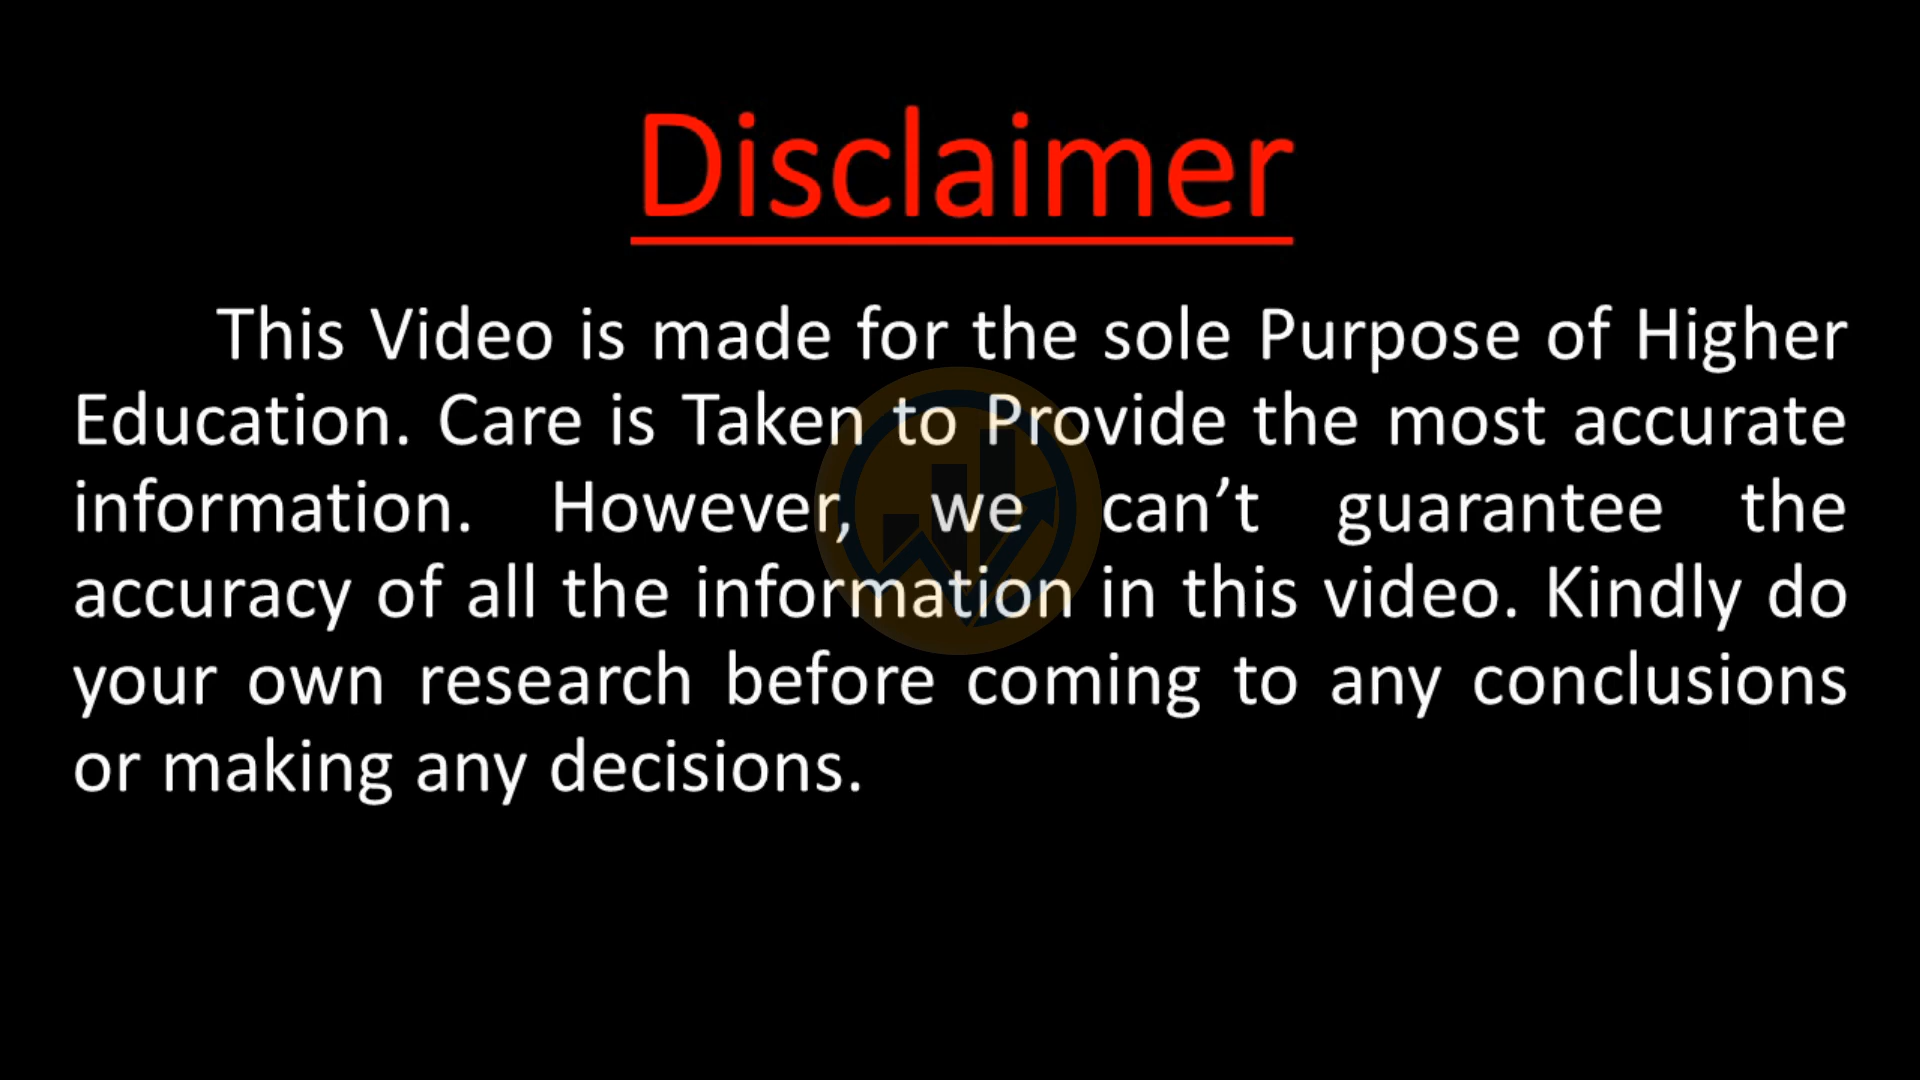 Disclaimer
This Video is made for the sole Purpose of Higher
Education. Care is Taken to Provide the most accurate
information. However, we can’t guarantee the
accuracy of all the information in this video. Kindly do
your own research before coming to any conclusions
or making any decisions.